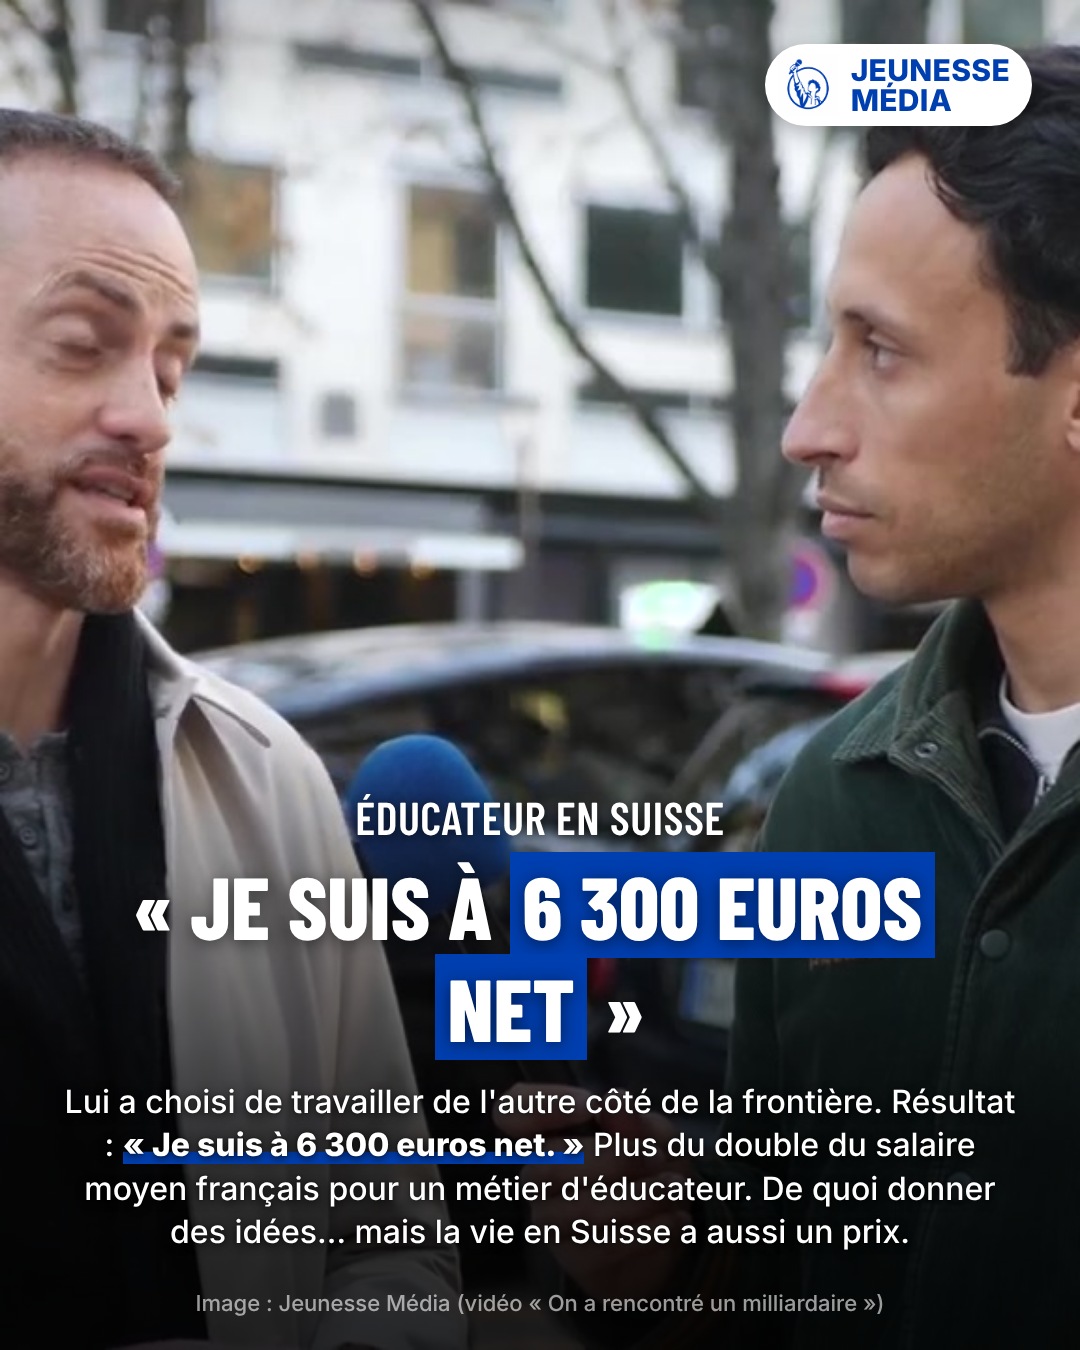 JEUNESSE
MÉDIA
ÉDUCATEUR EN SUISSE
« JE SUIS À 6 300 EUROS
NET »
Lui a choisi de travailler de l'autre côté de la frontière. Résultat
: « Je suis à 6 300 euros net. » Plus du double du salaire
moyen français pour un métier d'éducateur. De quoi donner
des idées... mais la vie en Suisse a aussi un prix.
Image : Jeunesse Média (vidéo « On a rencontré un milliardaire »)